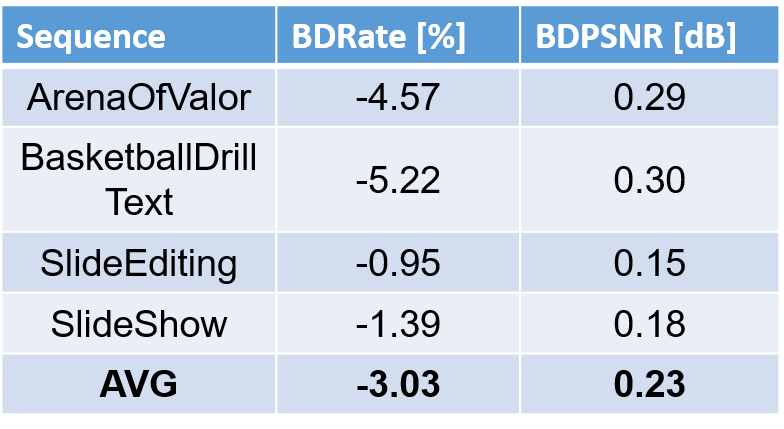 Sequence BDRate [%] BDPSNR [dB]
ArenaOfValor -4.57 0.29
BasketballDrill
Text -5.22 0.30
SlideEditing -0.95 0.15
SlideShow -1.39 0.18
AVG -3.03 0.23